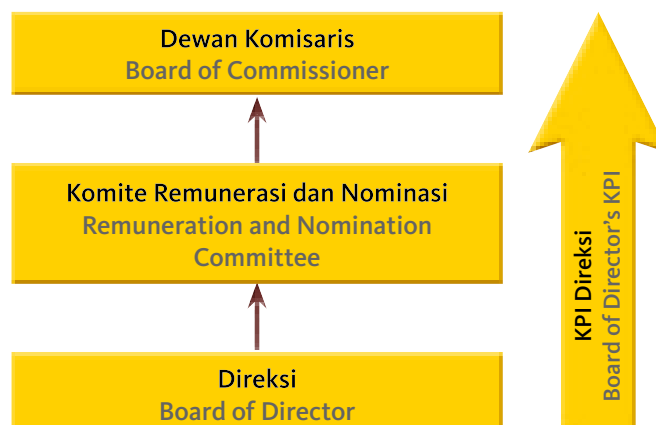 Dewan Komisaris
Board of Commissioner
Komite Remunerasi dan Nominasi
Remuneration and Nomination
Committee
Direksi
Board of Director
KPI Direksi
Board of Director's KPI